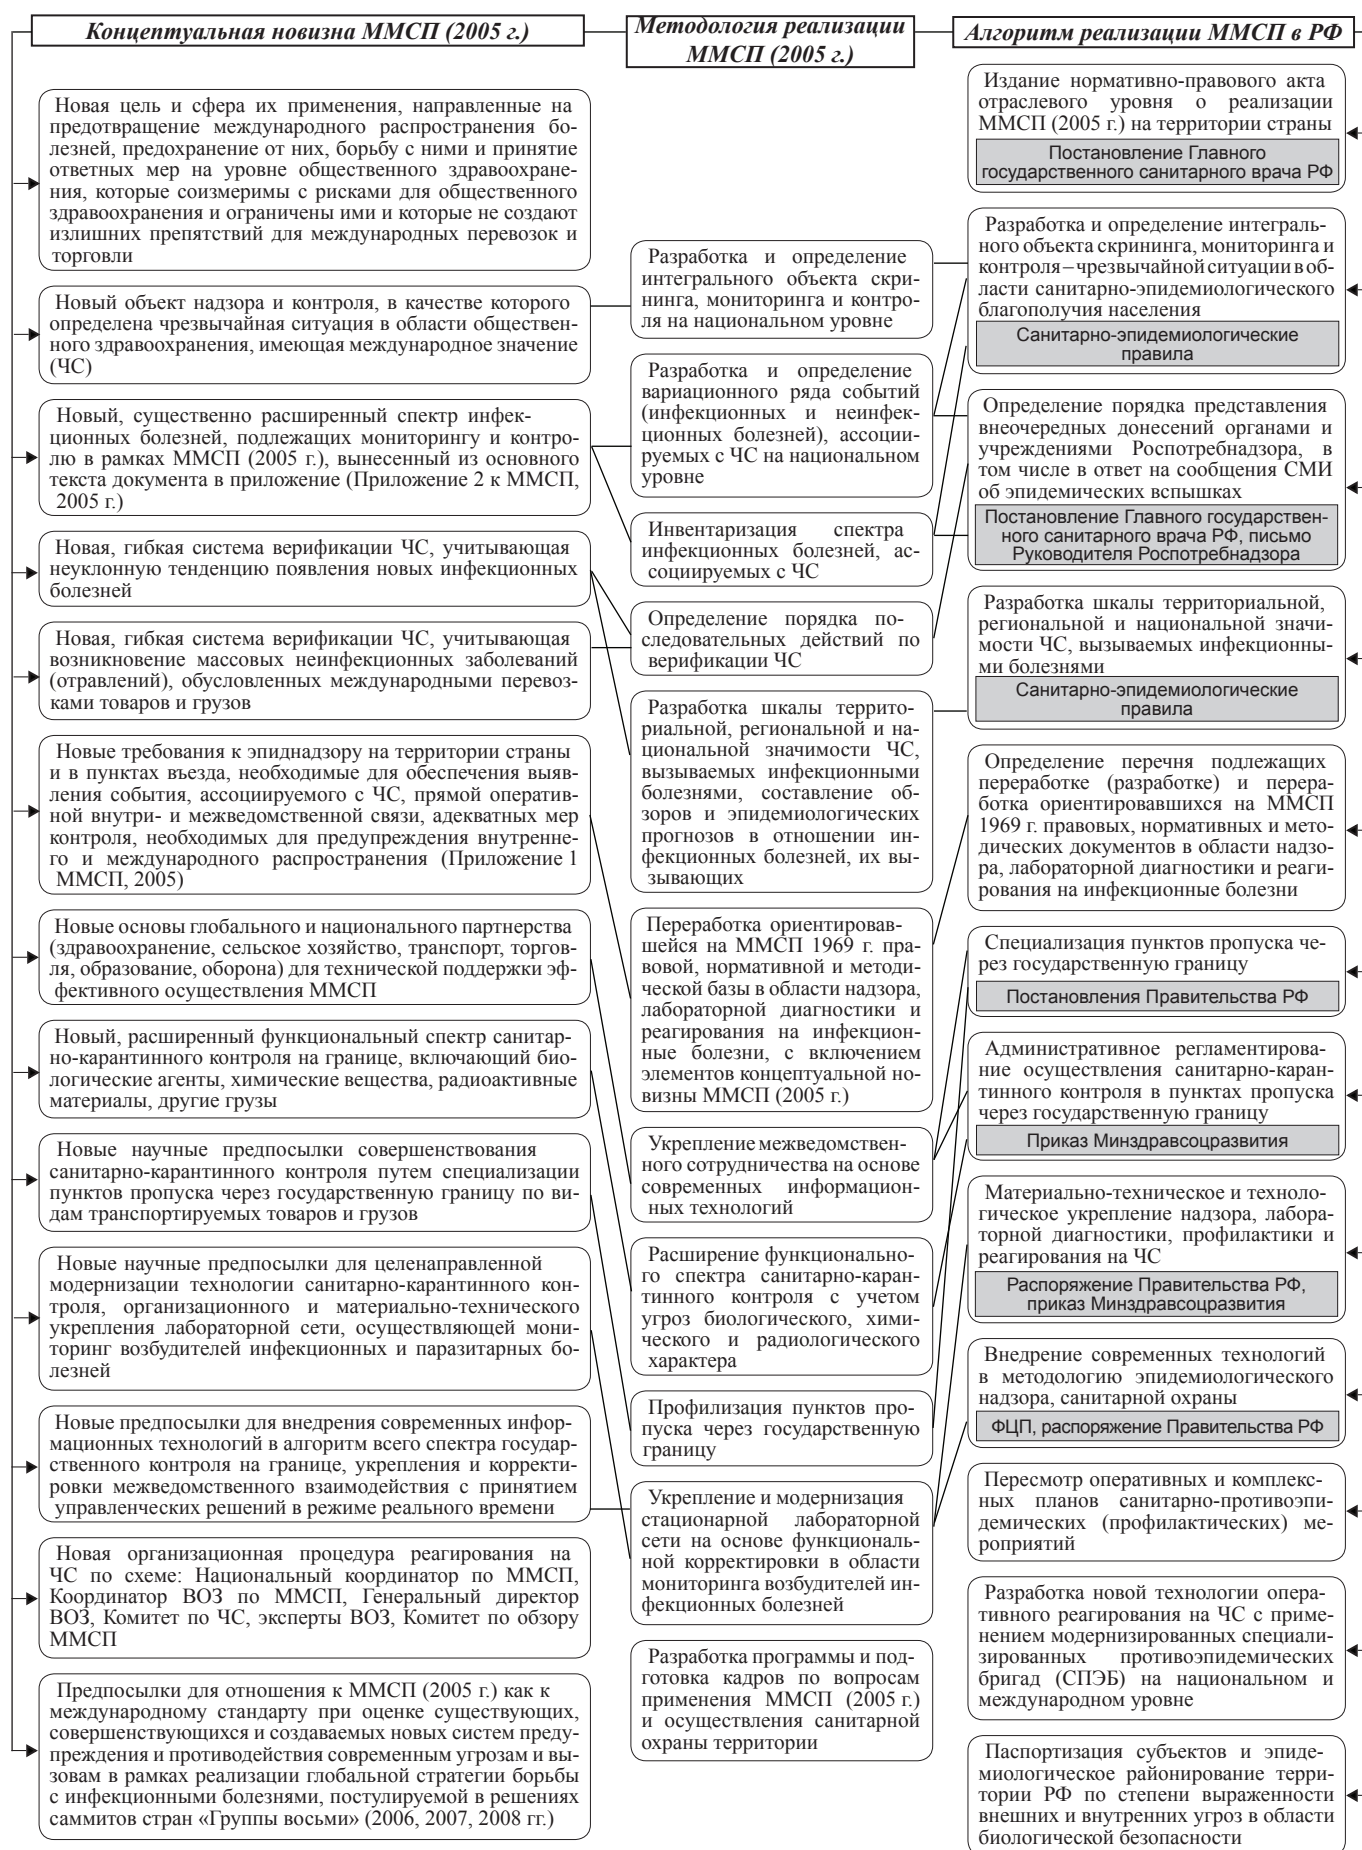 Концептуальная новизна ММСП (2005 г.)
Новая цель и сфера их применения, направленные на
предотвращение международного распространения бо-
лезней, предохранение от них, борьбу с ними и принятие
ответных мер на уровне общественного здравоохране-
ния, которые соизмеримы с рисками для общественного
здравоохранения и ограничены ими и которые не создают
излишних препятствий для международных перевозок и
торговли
Новый объект надзора и контроля, в качестве которого
определена чрезвычайная ситуация в области обществен-
ного здравоохранения, имеющая международное значение
(ЧС)
Новый, существенно расширенный спектр инфек-
ционных болезней, подлежащих мониторингу и контро-
лю в рамках ММСП (2005 г.), вынесенный из основного
текста документа в приложение (Приложение 2 к ММСП,
2005 г.)
Новая, гибкая система верификации ЧС, учитывающая
неуклонную тенденцию появления новых инфекционных
болезней
Новая, гибкая система верификации ЧС, учитывающая
возникновение массовых неинфекционных заболеваний
(отравлений), обусловленных международными перевоз-
ками товаров и грузов
Новые требования к эпиднадзору на территории страны
и в пунктах въезда, необходимые для обеспечения выяв-
ления события, ассоциируемого с ЧС, прямой оператив-
ной внутри- и межведомственной связи, адекватных мер
контроля, необходимых для предупреждения внутренне-
го и международного распространения (Приложение 1
ММСП, 2005)
Новые основы глобального и национального партнерства
(здравоохранение, сельское хозяйство, транспорт, торгов-
ля, образование, оборона) для технической поддержки эф-
фективного осуществления ММСП
Новый, расширенный функциональный спектр санитар-
но-карантинного контроля на границе, включающий био-
логические агенты, химические вещества, радиоактивные
материалы, другие грузы
Новые научные предпосылки совершенствования
санитарно-карантинного контроля путем специализации
пунктов пропуска через государственную границу по ви-
дам транспортируемых товаров и грузов
Новые научные предпосылки для целенаправленной
модернизации технологии санитарно-карантинного кон-
троля, организационного и материально-технического
укрепления лабораторной сети, осуществляющей мони-
торинг возбудителей инфекционных и паразитарных бо-
лезней
Новые предпосылки для внедрения современных инфор-
мационных технологий в алгоритм всего спектра государ-
ственного контроля на границе, укрепления и корректи-
ровки межведомственного взаимодействия с принятием
управленческих решений в режиме реального времени
Новая организационная процедура реагирования на
ЧС по схеме: Национальный координатор по ММСП,
Координатор ВОЗ по ММСП, Генеральный директор
ВОЗ, Комитет по ЧС, эксперты ВОЗ, Комитет по обзору
ММСП
Предпосылки для отношения к ММСП (2005 г.) как к
международному стандарту при оценке существующих,
совершенствующихся и создаваемых новых систем преду-
преждения и противодействия современным угрозам и вы-
зовам в рамках реализации глобальной стратегии борьбы
с инфекционными болезнями, постулируемой в решениях
саммитов стран «Группы восьми» (2006, 2007, 2008 гг.)
Методология реализации
ММСП (2005 г.)
Разработка и определение
интегрального объекта скри-
нинга, мониторинга и контро-
ля на национальном уровне
Разработка и определение
вариационного ряда событий
(инфекционных и неинфек-
ционных болезней), ассоции-
руемых с ЧС на национальном
уровне
Инвентаризация спектра
инфекционных болезней, ас-
социируемых с ЧС
Определение порядка по-
следовательных действий по
верификации ЧС
Разработка шкалы террито-
риальной, региональной и на-
циональной значимости ЧС,
вызываемых инфекционными
болезнями, составление об-
зоров и эпидемиологических
прогнозов в отношении ин-
фекционных болезней, их вы-
зывающих
Переработка ориентировав-
шейся на ММСП 1969 г. пра-
вовой, нормативной и методи-
ческой базы в области надзора,
лабораторной диагностики и
реагирования на инфекцион-
ные болезни, с включением
элементов концептуальной но-
визны ММСП (2005 г.)
Укрепление межведомствен-
ного сотрудничества на основе
современных информацион-
ных технологий
Расширение функционально-
го спектра санитарно-каран-
тинного контроля с учетом
угроз биологического, хими-
ческого и радиологического
характера
Профилизация пунктов про-
пуска через государственную
границу
Укрепление и модернизация
стационарной лабораторной
сети на основе функциональ-
ной корректировки в области
мониторинга возбудителей ин-
фекционных болезней
Разработка программы и под-
готовка кадров по вопросам
применения ММСП (2005 г.)
и осуществления санитарной
охраны территории
Алгоритм реализации ММСП в РФ
Издание нормативно-правового акта
отраслевого уровня о реализации
ММСП (2005 г.) на территории страны
Постановление Главного
государственного санитарного врача РФ
Разработка и определение интеграль-
ного объекта скрининга, мониторинга и
контроля – чрезвычайной ситуации в об-
ласти санитарно-эпидемиологического
благополучия населения
Санитарно-эпидемиологические
правила
Определение порядка представления
внеочередных донесений органами и
учреждениями Роспотребнадзора, в
том числе в ответ на сообщения СМИ
об эпидемических вспышках
Постановление Главного государствен-
ного санитарного врача РФ, письмо
Руководителя Роспотребнадзора
Разработка шкалы территориальной,
региональной и национальной значи-
мости ЧС, вызываемых инфекционны-
ми болезнями
Санитарно-эпидемиологические
правила
Определение перечня подлежащих
переработке (разработке) и перера-
ботка ориентировавшихся на ММСП
1969 г. правовых, нормативных и мето-
дических документов в области надзо-
ра, лабораторной диагностики и реаги-
рования на инфекционные болезни
Специализация пунктов пропуска че-
рез государственную границу
Постановления Правительства РФ
Административное регламентирова-
ние осуществления санитарно-каран-
тинного контроля в пунктах пропуска
через государственную границу
Приказ Минздравсоцразвития
Материально-техническое и техноло-
гическое укрепление надзора, лабора-
торной диагностики, профилактики и
реагирования на ЧС
Распоряжение Правительства РФ,
приказ Минздравсоцразвития
Внедрение современных технологий
в методологию эпидемиологического
надзора, санитарной охраны
ФЦП, распоряжение Правительства РФ
Пересмотр оперативных и комплекс-
ных планов санитарно-противоэпи-
демических (профилактических) ме-
роприятий
Разработка новой технологии опера-
тивного реагирования на ЧС с приме-
нением модернизированных специали-
зированных противоэпидемических
бригад (СПЭБ) на национальном и
международном уровне
Паспортизация субъектов и эпиде-
миологическое районирование терри-
тории РФ по степени выраженности
внешних и внутренних угроз в области
биологической безопасности